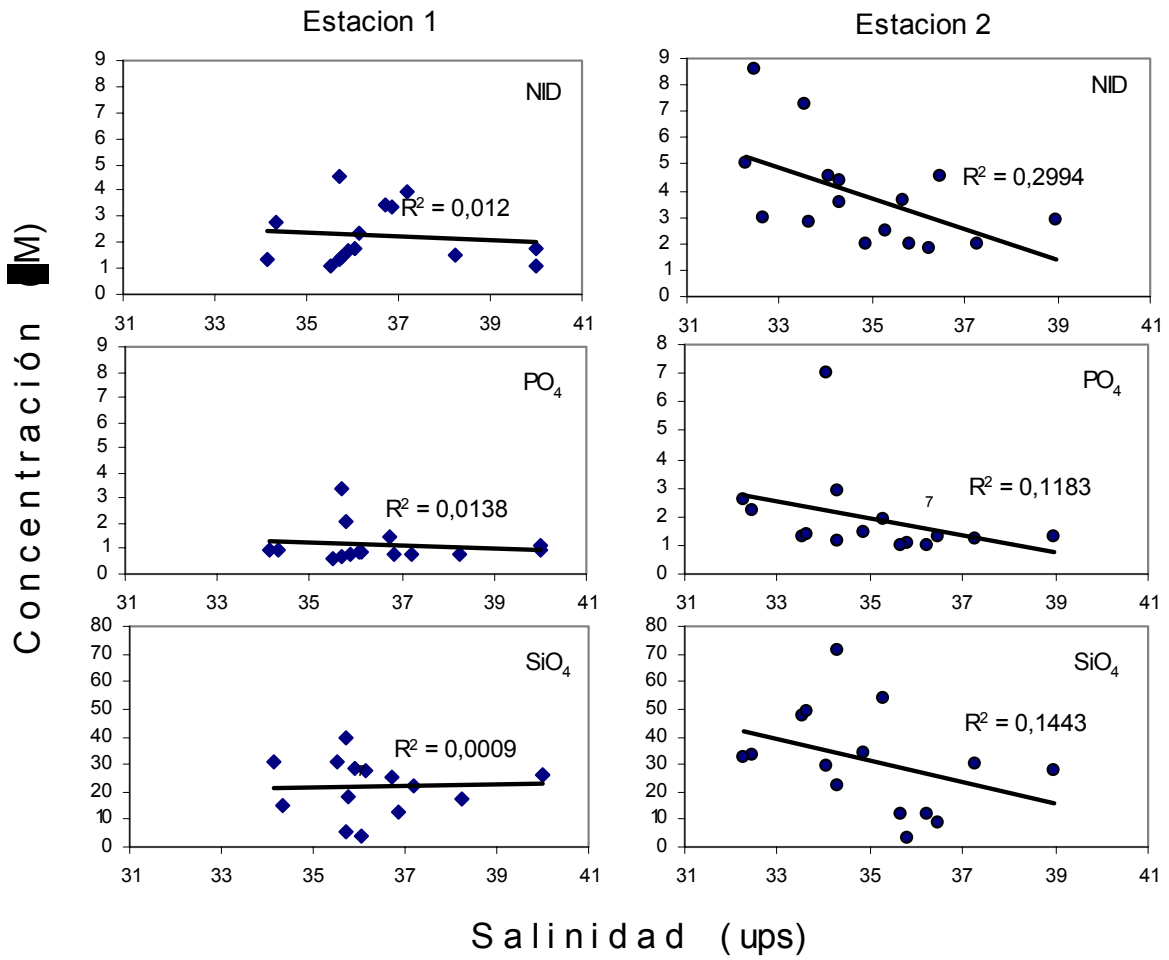 Estacion 1
Estacion 2
Concentración M)
NID
R² = 0,012
9
8
7
6
5
4
3
2
1
0
31 33 35 37 39 41
NID
R² = 0,2994
9
8
7
6
5
4
3
2
1
0
31 33 35 37 39 41
PO₄
R² = 0,0138
9
8
7
6
5
4
3
2
1
0
31 33 35 37 39 41
PO₄
R² = 0,1183
7
8
7
6
5
4
3
2
1
0
31 33 35 37 39 41
SiO₄
R² = 0,0009
80
70
60
50
40
30
20
10
0
31 33 35 37 39 41
SiO₄
R² = 0,1443
80
70
60
50
40
30
20
10
0
31 33 35 37 39 41
Salinidad (ups)